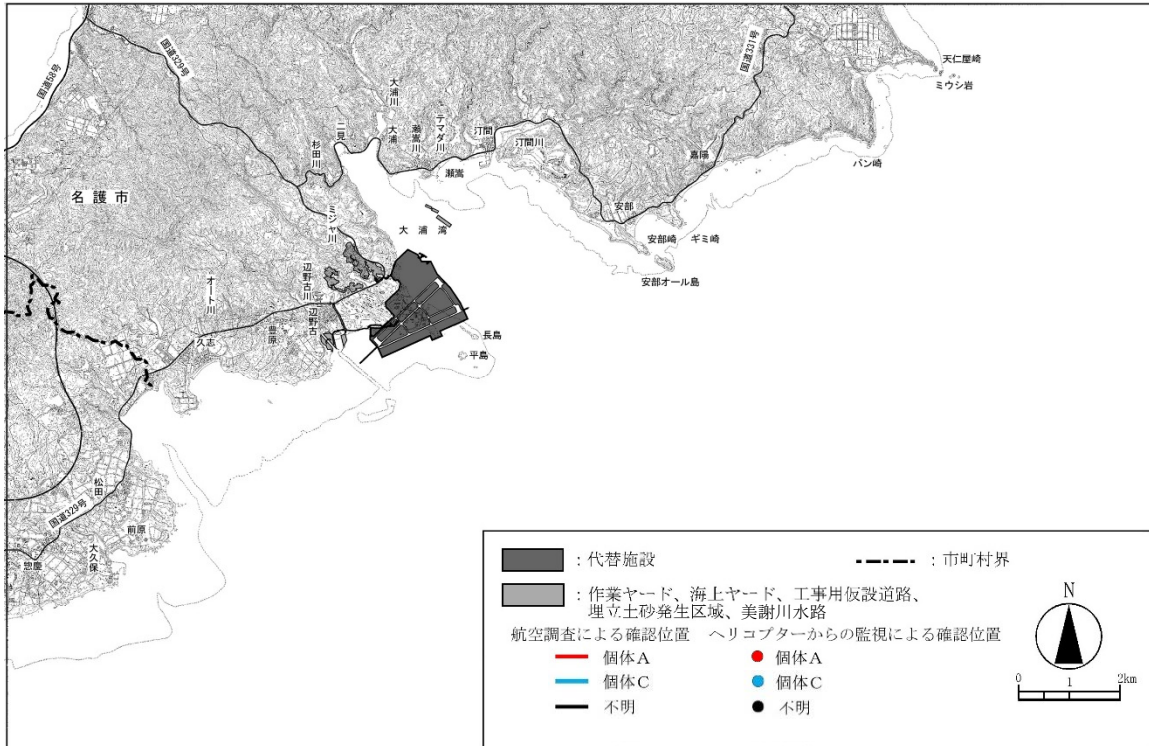 国道58号
国道329号
国道331号
天仁屋崎
ミウシ岩
バン崎
大浦川
大浦
瀬嵩川
テマダ川
汀間
二見
杉田川
汀間川
嘉陽
瀬嵩
名護市
ミジャ川
大浦湾
安部
安部崎
ギミ崎
安部オール島
オート川
辺野古川
辺野古
豊原
久志
長島
平島
松田
国道329号
前原
大久保
惣慶
:代替施設
:市町村界
:作業ヤード、海上ヤード、工事用仮設道路、
埋立土砂発生区域、美謝川水路
航空調査による確認位置 ヘリコプターからの監視による確認位置
個体A 個体A
個体C 個体C
不明 不明
N
0 1 2km